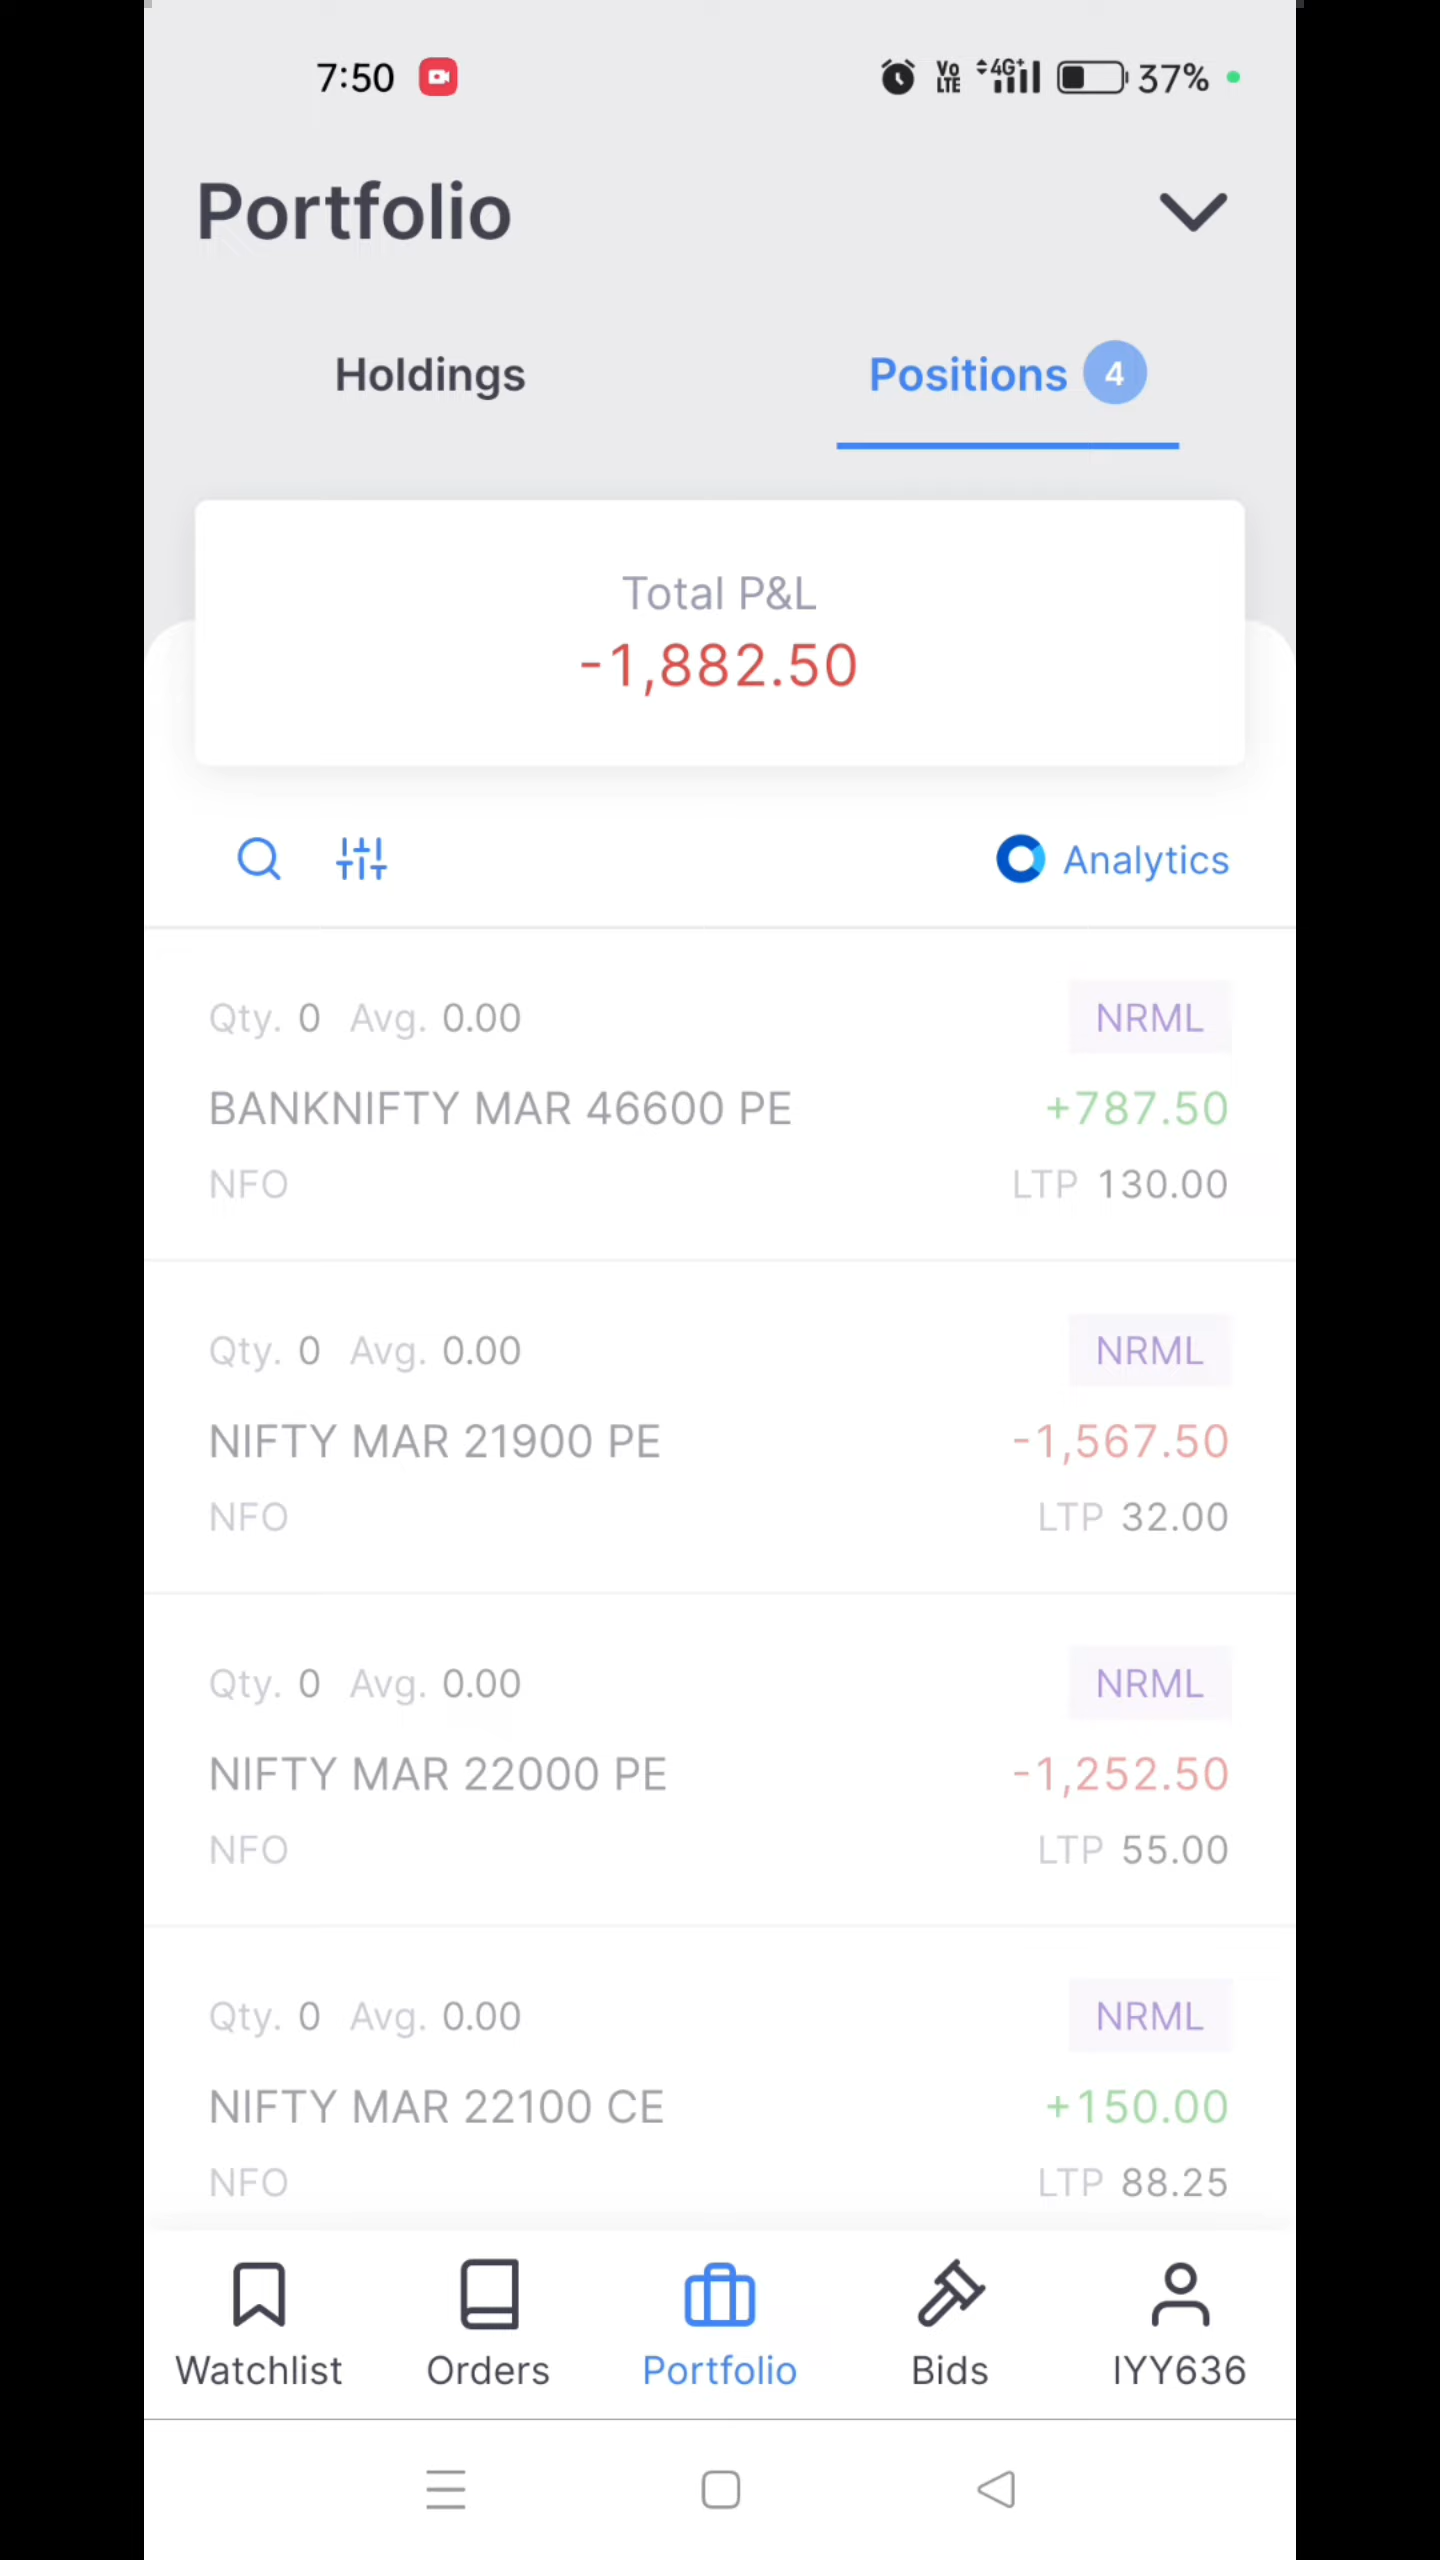 7:50 Vo LTE 4G+ 37%
Portfolio
Holdings Positions 4
Total P&L
-1,882.50
Analytics
Qty. 0 Avg. 0.00 NRML
BANKNIFTY MAR 46600 PE +787.50
NFO LTP 130.00
Qty. 0 Avg. 0.00 NRML
NIFTY MAR 21900 PE -1,567.50
NFO LTP 32.00
Qty. 0 Avg. 0.00 NRML
NIFTY MAR 22000 PE -1,252.50
NFO LTP 55.00
Qty. 0 Avg. 0.00 NRML
NIFTY MAR 22100 CE +150.00
NFO LTP 88.25
Watchlist Orders Portfolio Bids IYY636